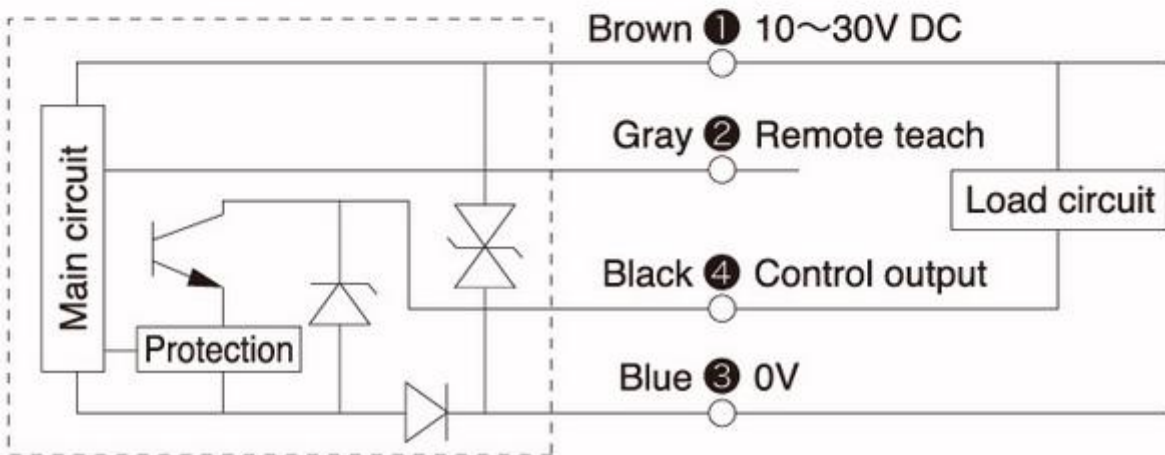 Brown ❶ 10～30V DC
Gray ❷ Remote teach
Main circuit
Load circuit
Black ❹ Control output
Protection
Blue ❸ 0V